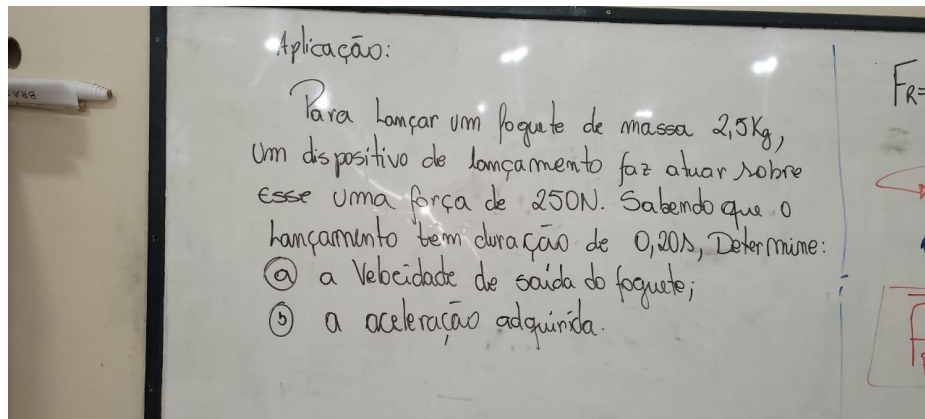 Aplicação:
Para Lançar um foguete de massa 2,5Kg,
Um dispositivo de lançamento faz atuar sobre
Esse uma força de 250N. Sabendo que o
Lançamento tem duração de 0,20s, Determine:
a a Velocidade de saída do foguete;
b a aceleração adquirida.
FR=
BRA